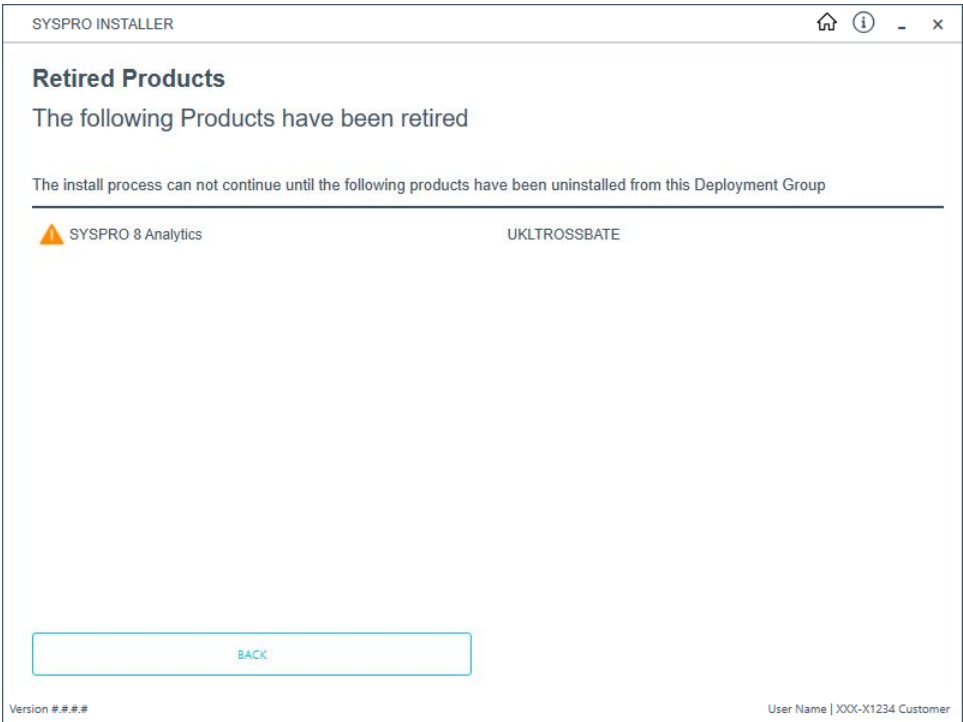 SYSPRO INSTALLER
Retired Products
The following Products have been retired
The install process can not continue until the following products have been uninstalled from this Deployment Group
SYSPRO 8 Analytics UKLTROSSBATE
BACK
Version #.#.#.# User Name | XXX-X1234 Customer